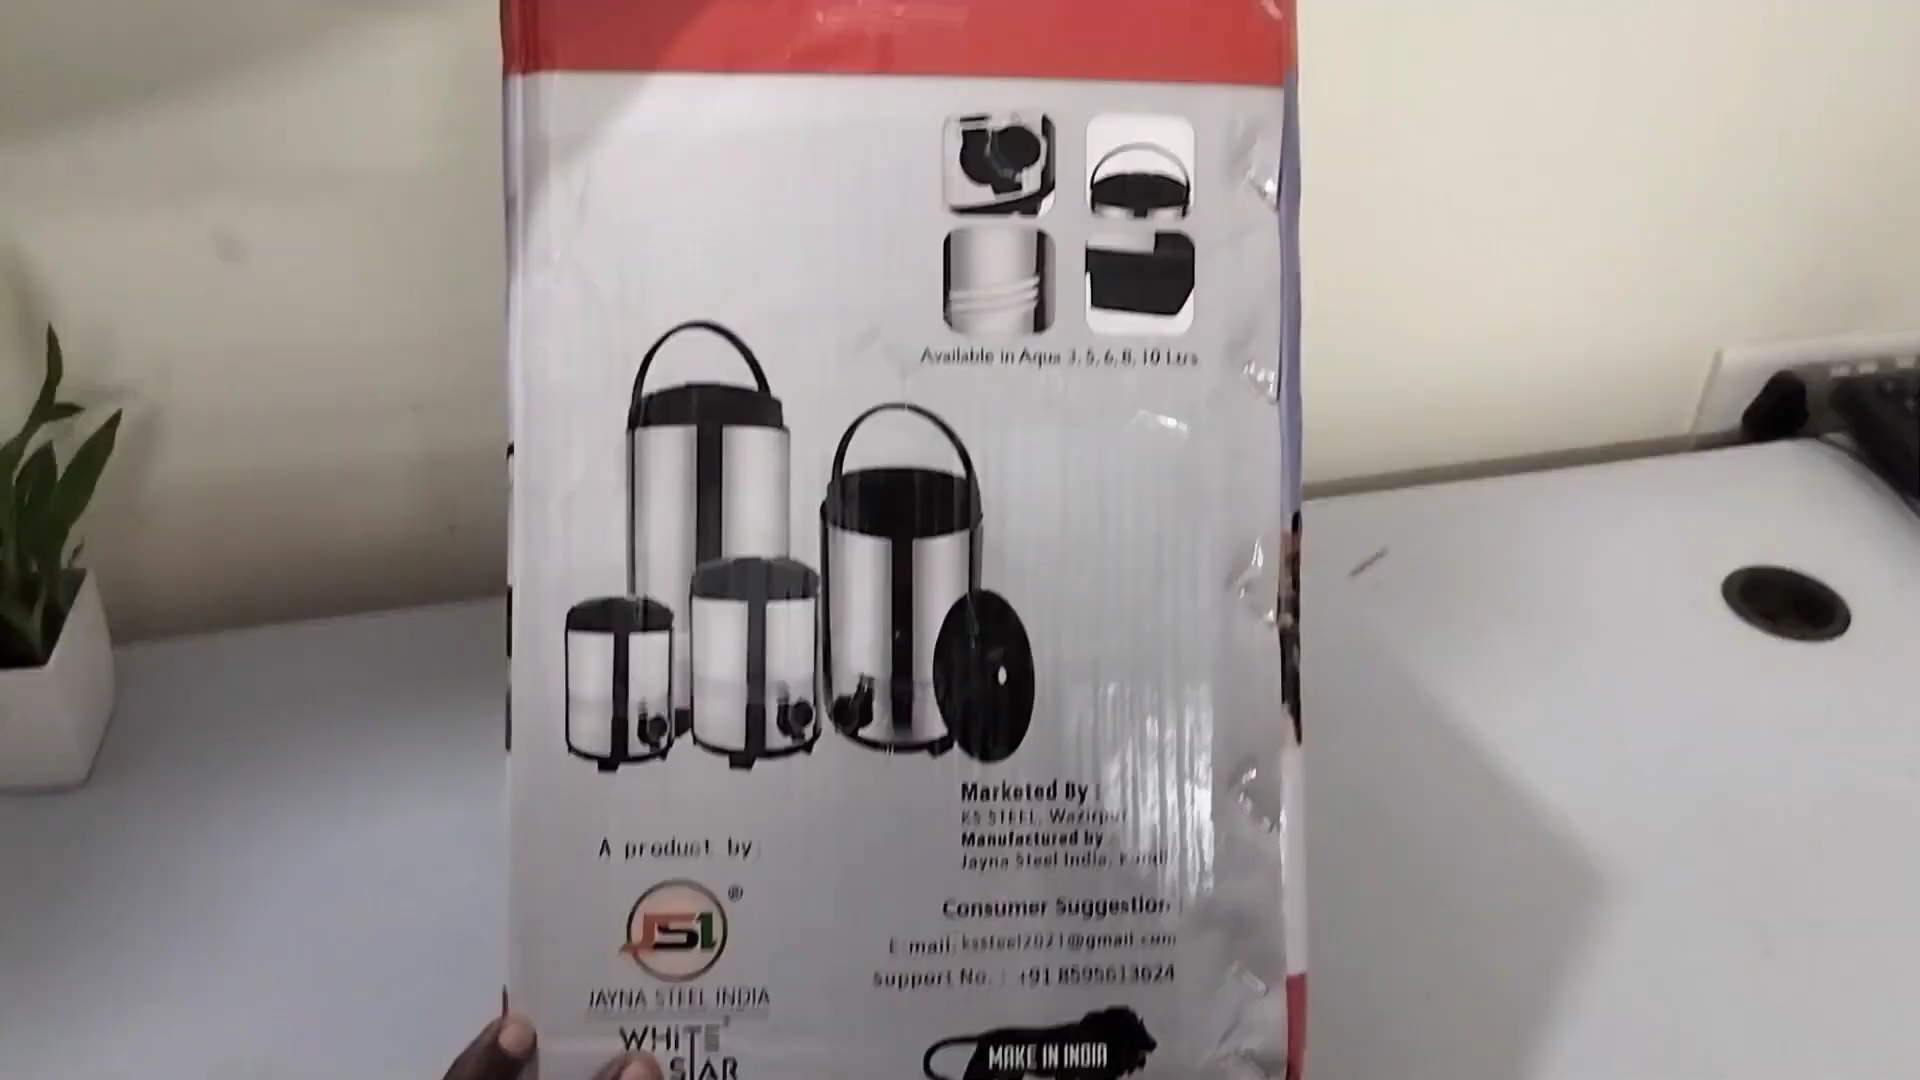 Available in Aqua 3, 5, 6, 8, 10 Ltrs
Marketed By :
KS STEEL, Wazirpur
Manufactured by
Jayna Steel India,
A product by:
Consumer Suggestion
E-mail: kssteel2021@gmail.com
Support No. : +91 8595613624
JSI ®
JAYNA STEEL INDIA
WHITE
STAR
MAKE IN INDIA